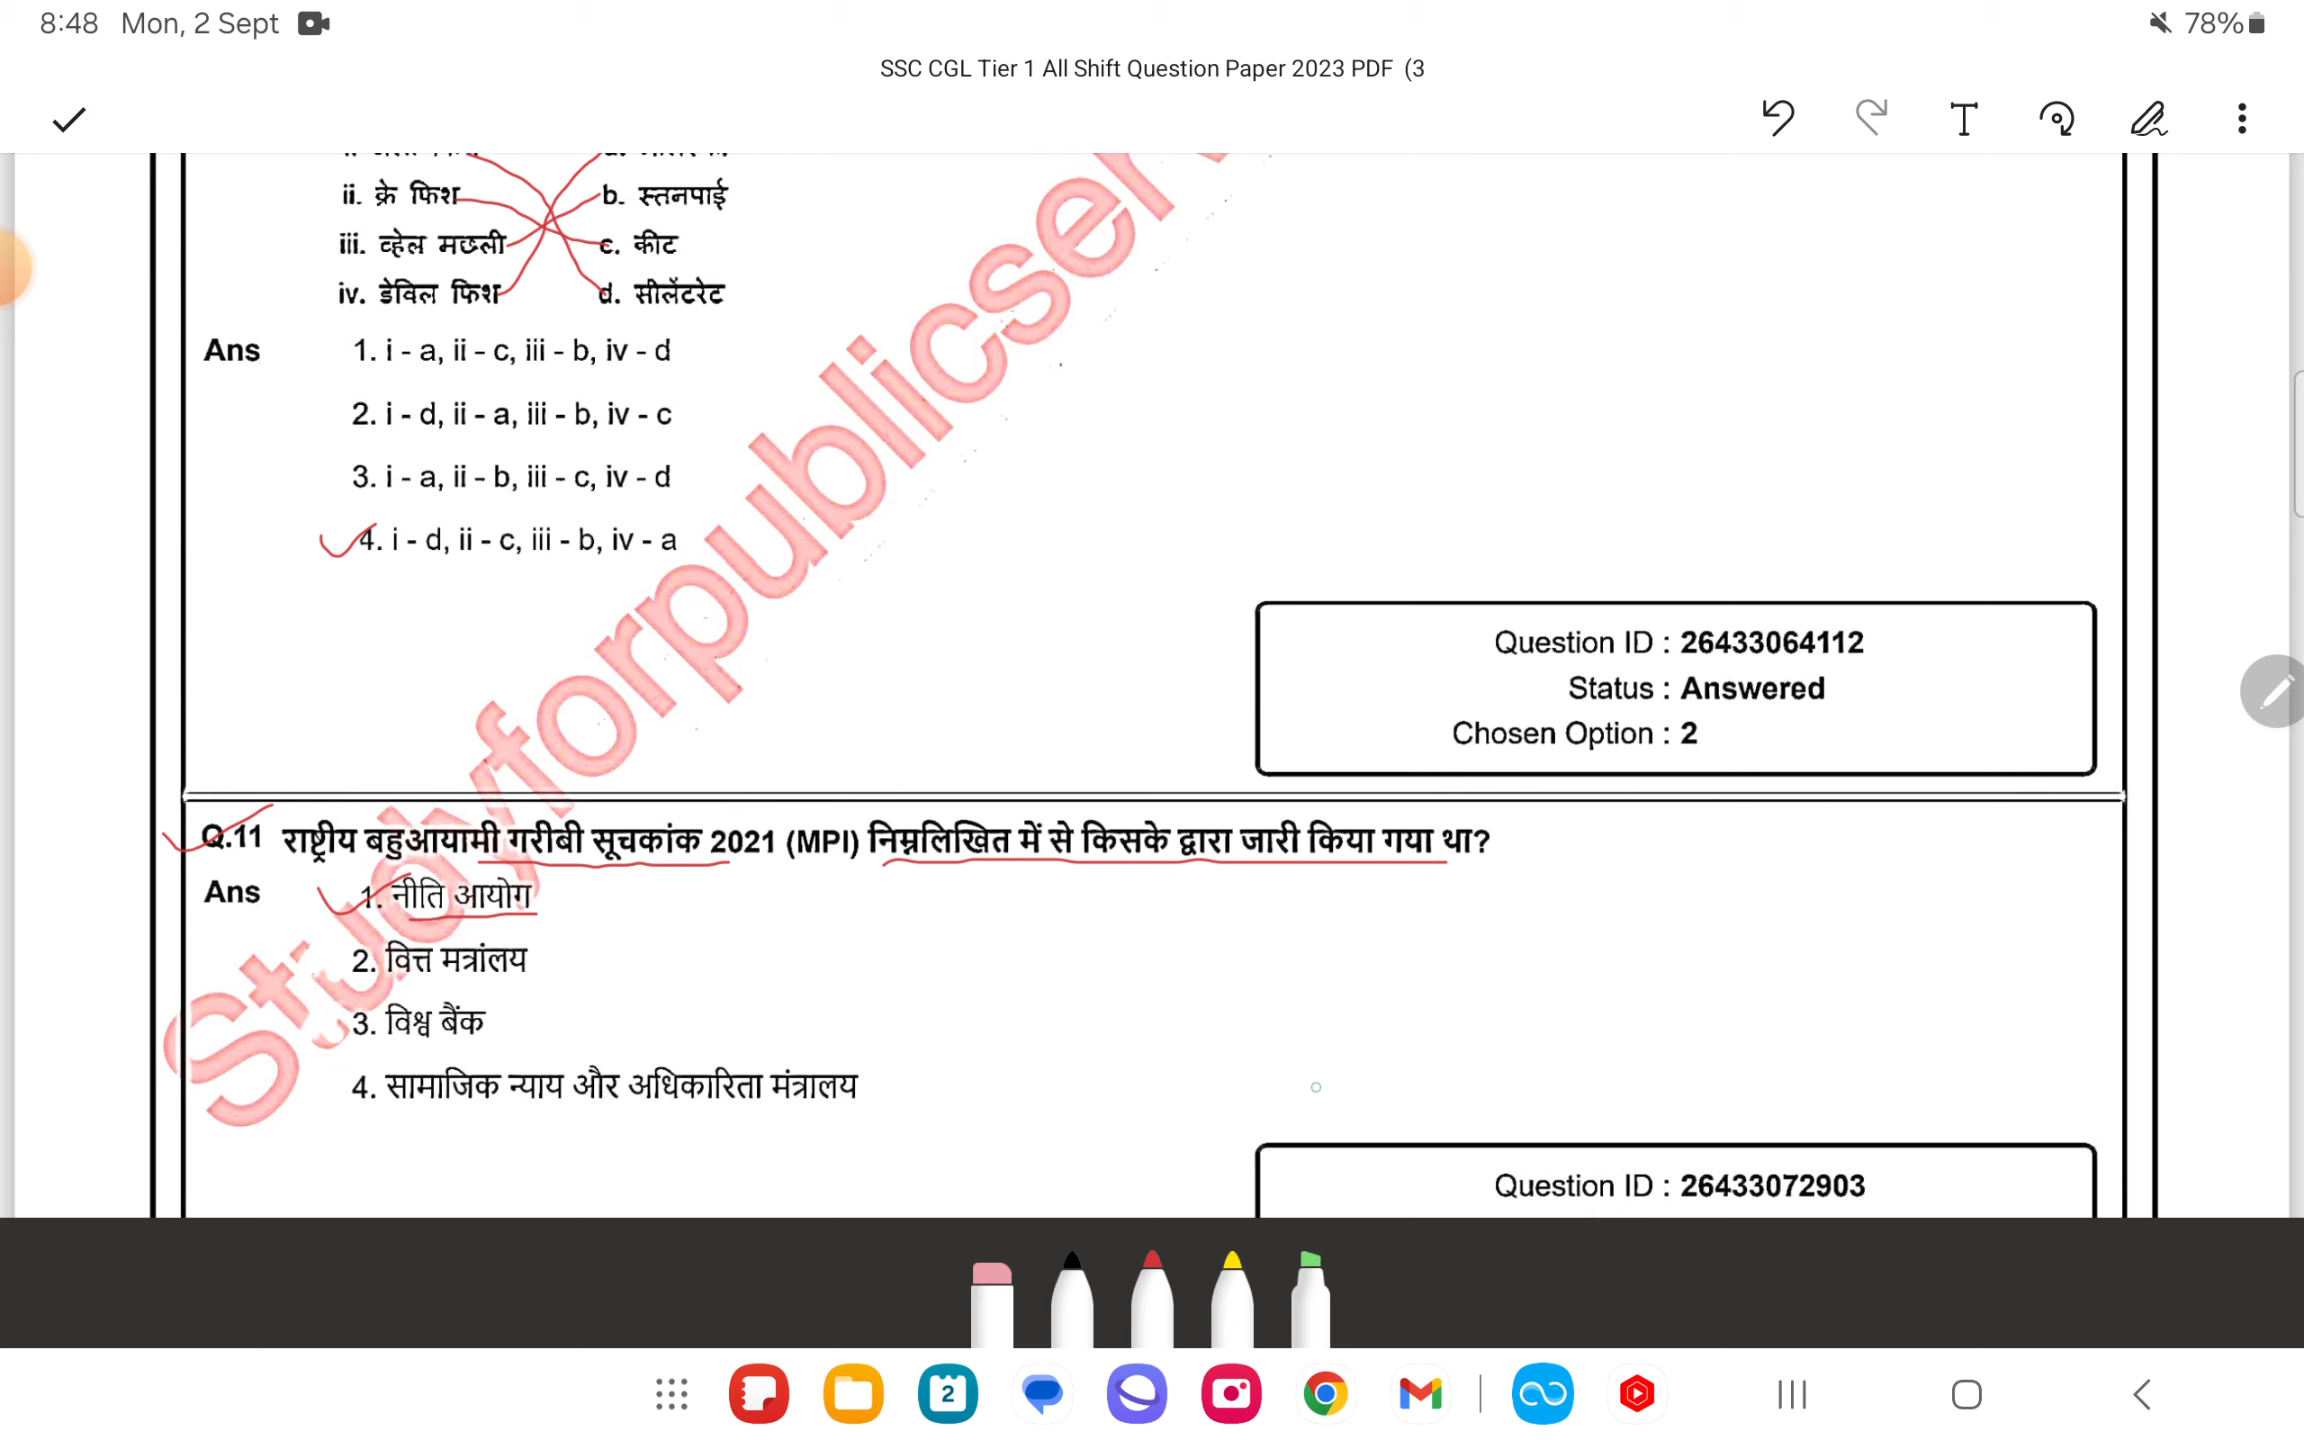 8:48 Mon, 2 Sept
78%
SSC CGL Tier 1 All Shift Question Paper 2023 PDF (3
ii. क्रे फिश b. स्तनपाई
iii. व्हेल मछली c. कीट
iv. डेविल फिश d. सीलेंटरेट
Ans 1. i - a, ii - c, iii - b, iv - d
2. i - d, ii - a, iii - b, iv - c
3. i - a, ii - b, iii - c, iv - d
4. i - d, ii - c, iii - b, iv - a
Question ID : 26433064112
Status : Answered
Chosen Option : 2
Q.11 राष्ट्रीय बहुआयामी गरीबी सूचकांक 2021 (MPI) निम्नलिखित में से किसके द्वारा जारी किया गया था?
Ans 1. नीति आयोग
2. वित्त मत्रांलय
3. विश्व बैंक
4. सामाजिक न्याय और अधिकारिता मंत्रालय
Question ID : 26433072903
Studyforpublicser
2